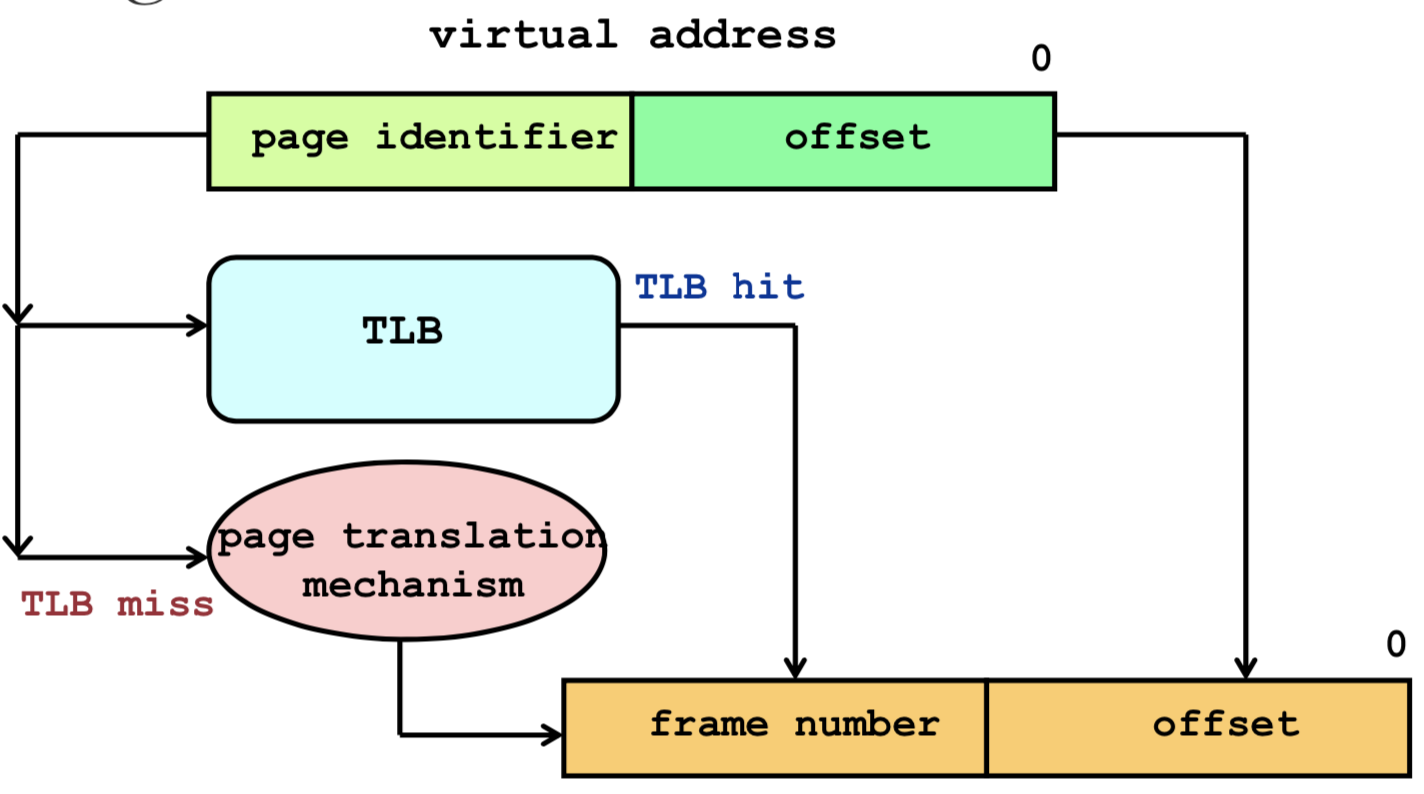 virtual address
0
page identifier
offset
TLB hit
TLB
page translation
mechanism
TLB miss
0
frame number
offset